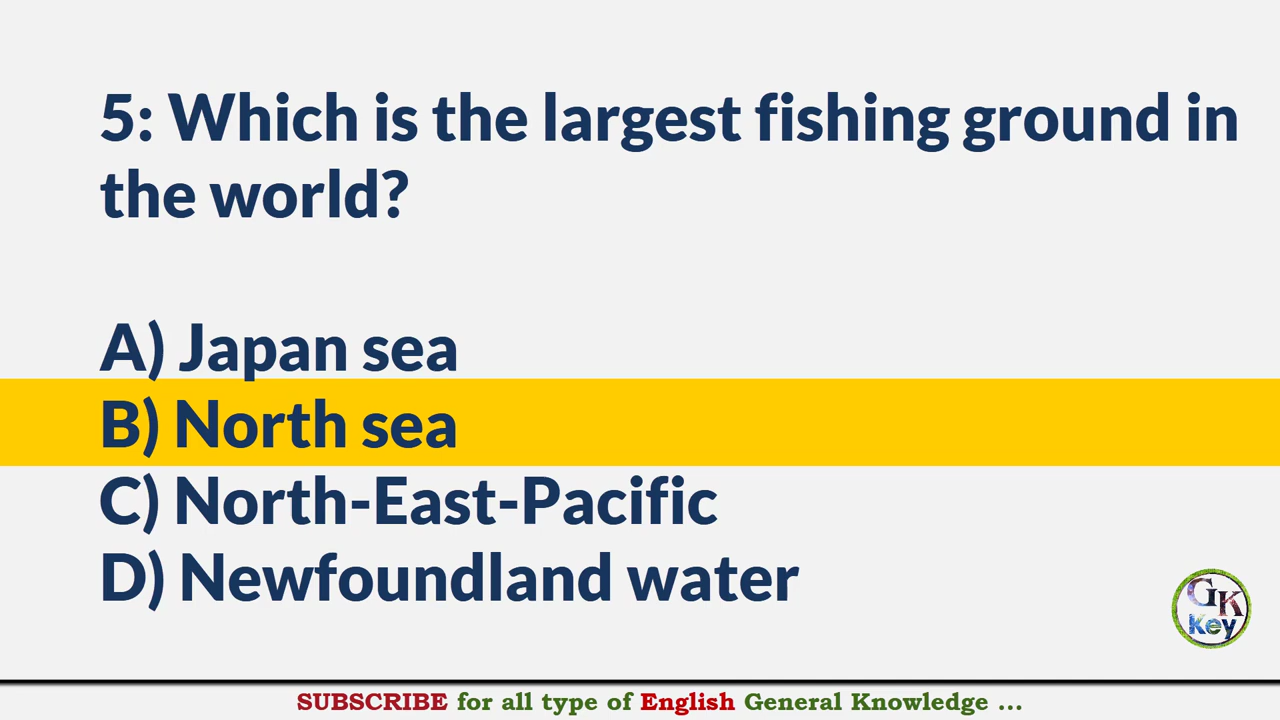 5: Which is the largest fishing ground in
the world?
A) Japan sea
B) North sea
C) North-East-Pacific
D) Newfoundland water
GK
Key
SUBSCRIBE for all type of English General Knowledge ...